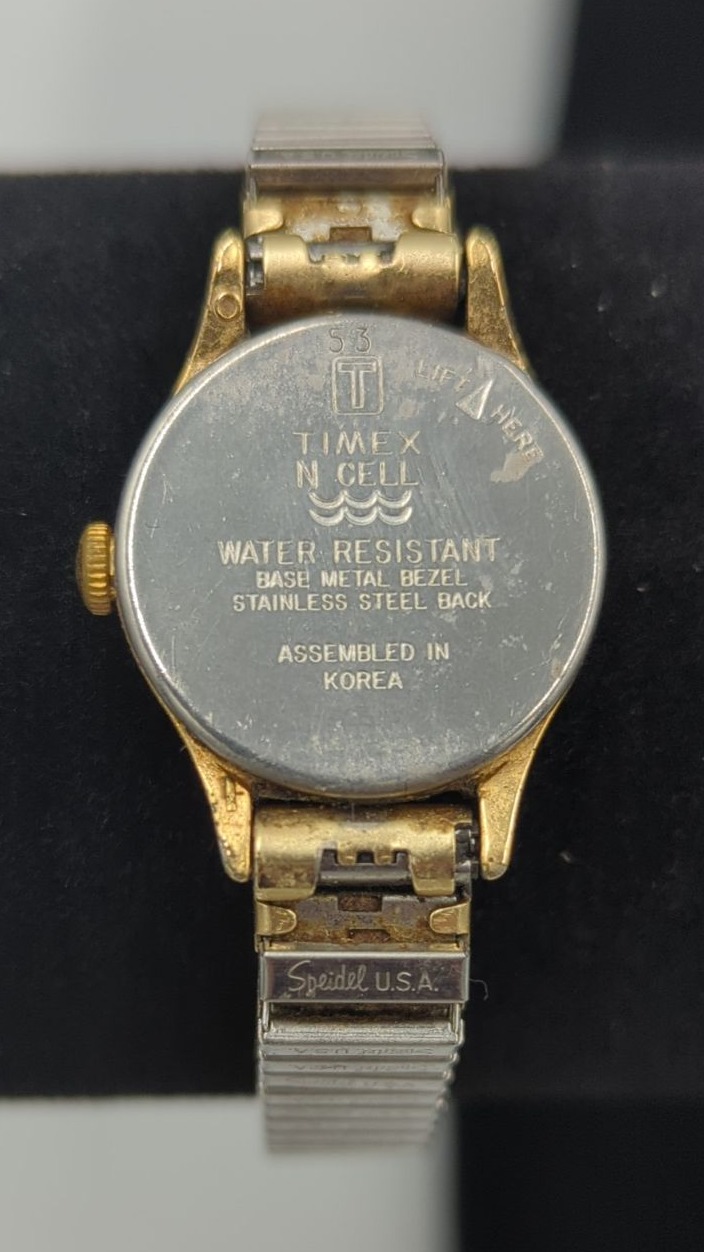 53
T
LIFT HERE
TIMEX
N CELL
WATER RESISTANT
BASE METAL BEZEL
STAINLESS STEEL BACK
ASSEMBLED IN
KOREA
Speidel U.S.A.